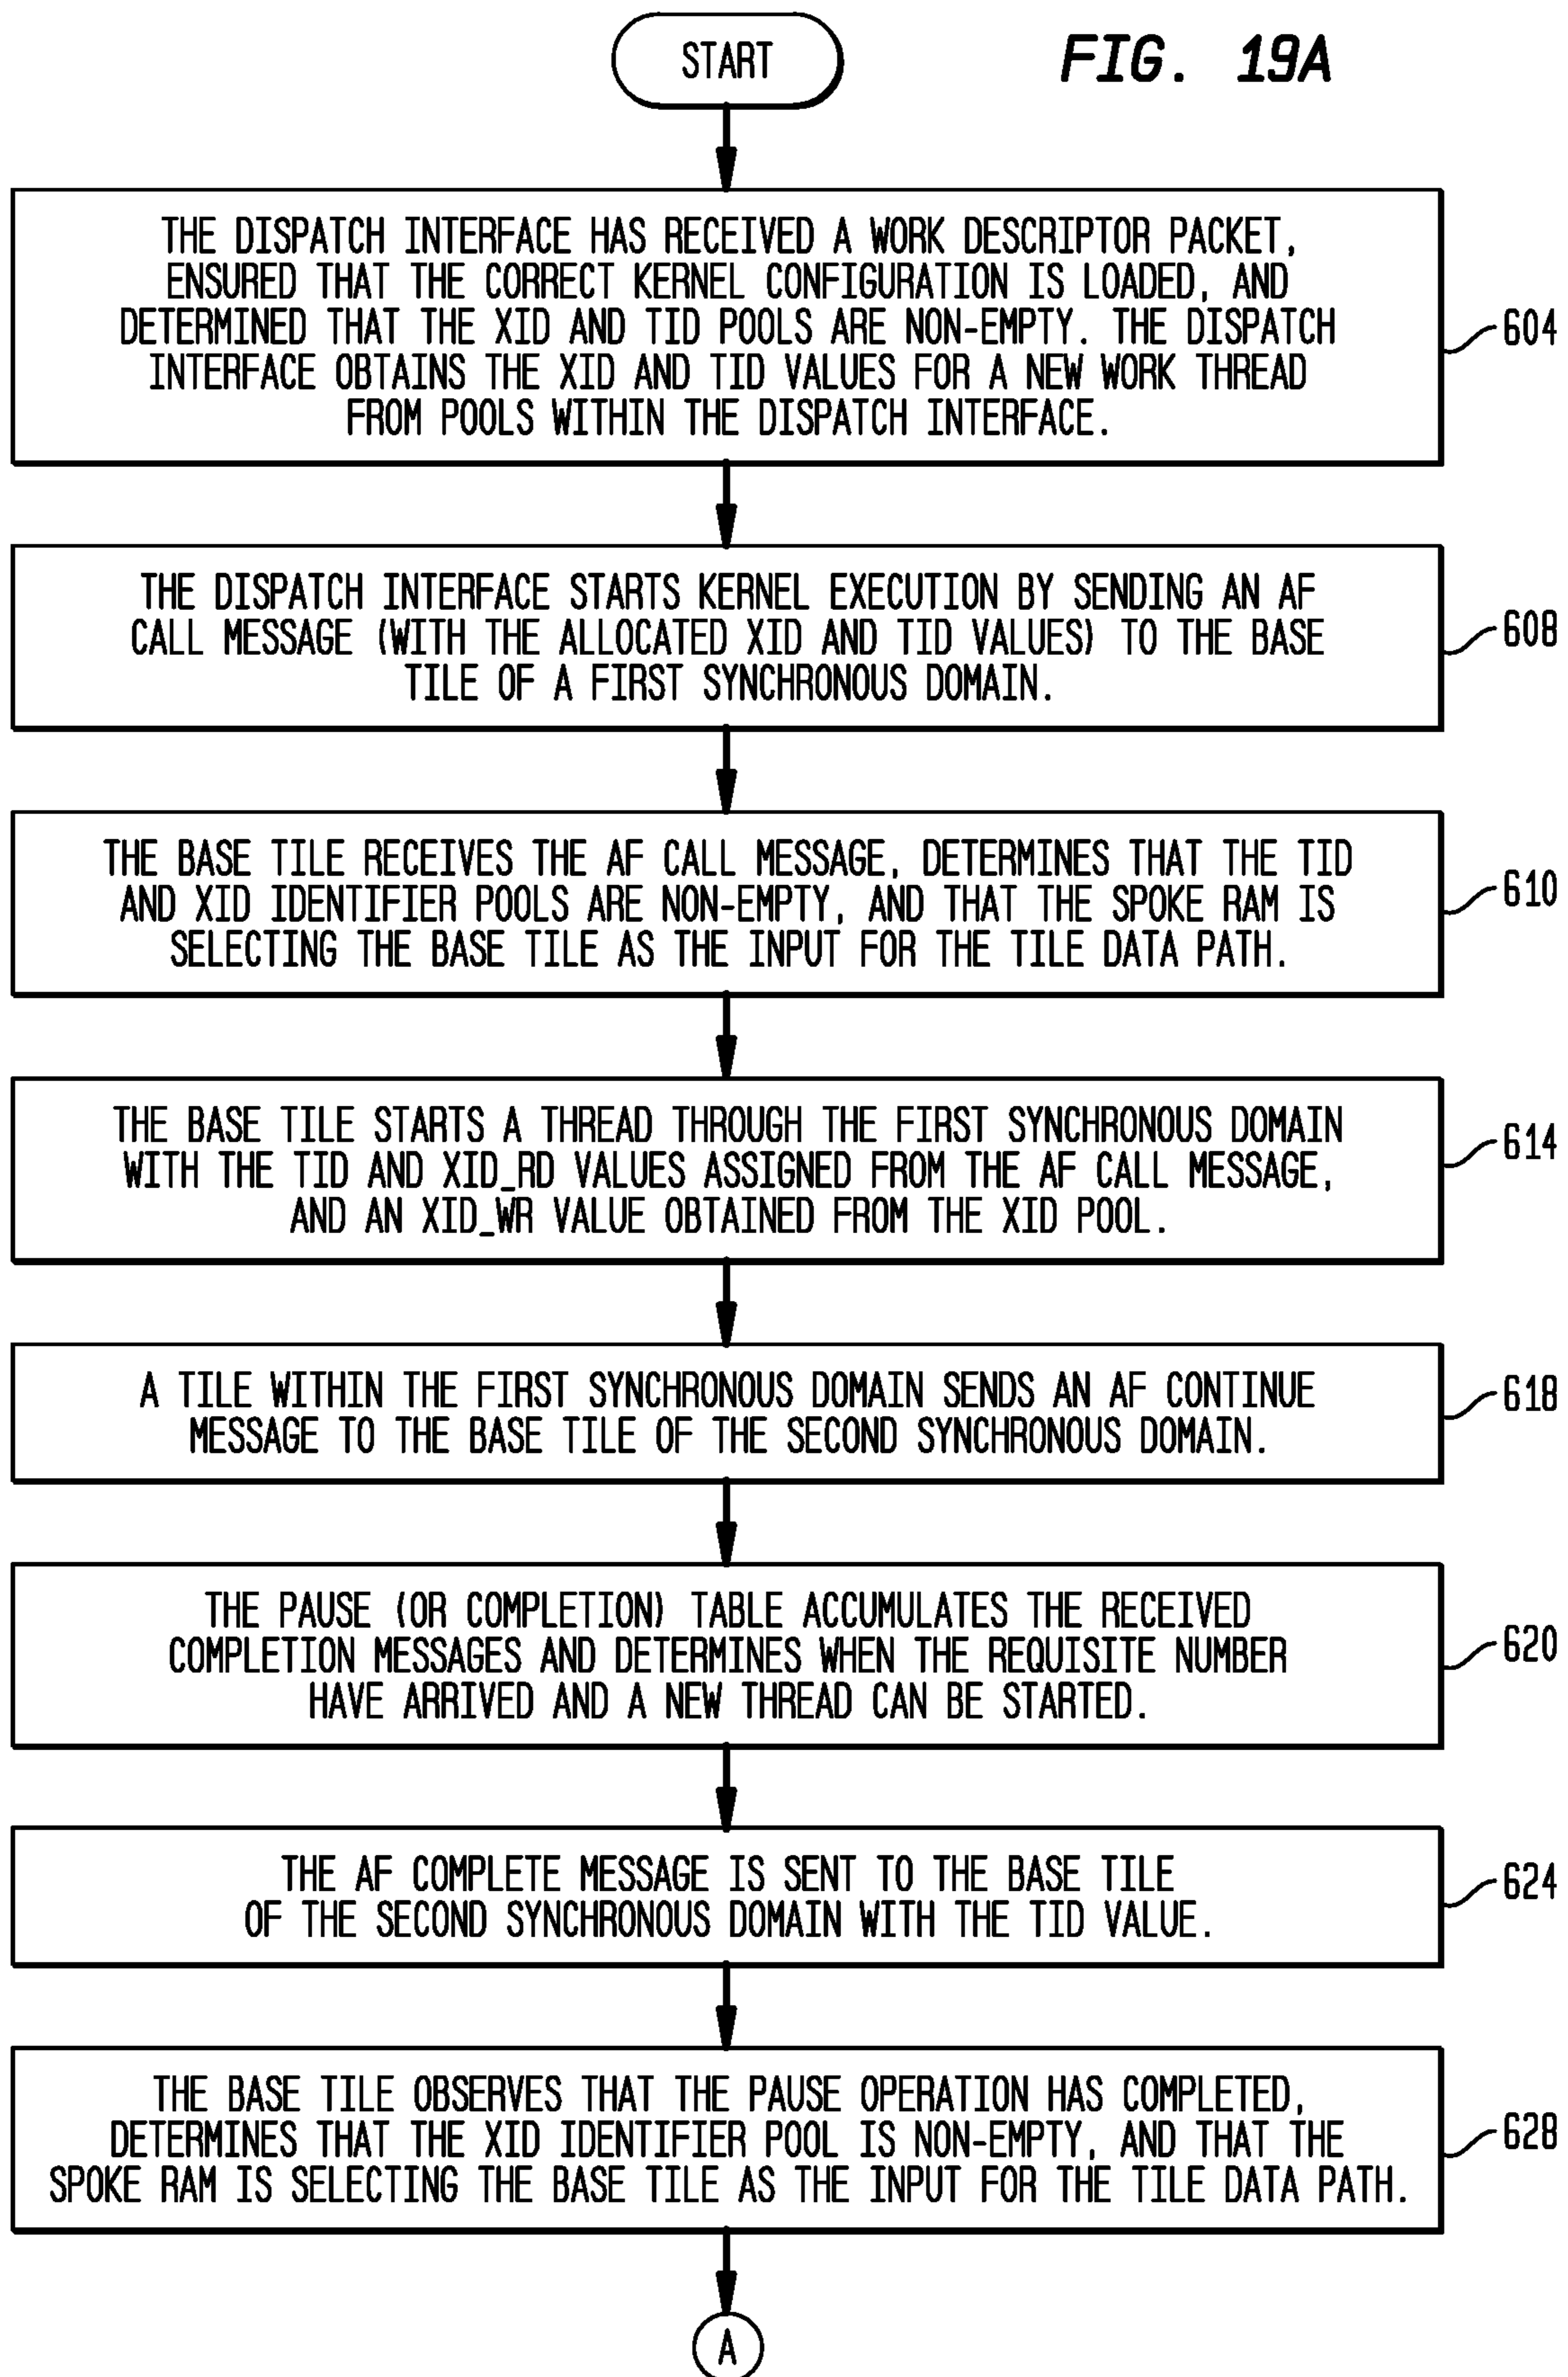 START
FIG. 19A
THE DISPATCH INTERFACE HAS RECEIVED A WORK DESCRIPTOR PACKET,
ENSURED THAT THE CORRECT KERNEL CONFIGURATION IS LOADED, AND
DETERMINED THAT THE XID AND TID POOLS ARE NON-EMPTY. THE DISPATCH
INTERFACE OBTAINS THE XID AND TID VALUES FOR A NEW WORK THREAD
FROM POOLS WITHIN THE DISPATCH INTERFACE.
604
THE DISPATCH INTERFACE STARTS KERNEL EXECUTION BY SENDING AN AF
CALL MESSAGE (WITH THE ALLOCATED XID AND TID VALUES) TO THE BASE
TILE OF A FIRST SYNCHRONOUS DOMAIN.
608
THE BASE TILE RECEIVES THE AF CALL MESSAGE, DETERMINES THAT THE TID
AND XID IDENTIFIER POOLS ARE NON-EMPTY, AND THAT THE SPOKE RAM IS
SELECTING THE BASE TILE AS THE INPUT FOR THE TILE DATA PATH.
610
THE BASE TILE STARTS A THREAD THROUGH THE FIRST SYNCHRONOUS DOMAIN
WITH THE TID AND XID_RD VALUES ASSIGNED FROM THE AF CALL MESSAGE,
AND AN XID_WR VALUE OBTAINED FROM THE XID POOL.
614
A TILE WITHIN THE FIRST SYNCHRONOUS DOMAIN SENDS AN AF CONTINUE
MESSAGE TO THE BASE TILE OF THE SECOND SYNCHRONOUS DOMAIN.
618
THE PAUSE (OR COMPLETION) TABLE ACCUMULATES THE RECEIVED
COMPLETION MESSAGES AND DETERMINES WHEN THE REQUISITE NUMBER
HAVE ARRIVED AND A NEW THREAD CAN BE STARTED.
620
THE AF COMPLETE MESSAGE IS SENT TO THE BASE TILE
OF THE SECOND SYNCHRONOUS DOMAIN WITH THE TID VALUE.
624
THE BASE TILE OBSERVES THAT THE PAUSE OPERATION HAS COMPLETED,
DETERMINES THAT THE XID IDENTIFIER POOL IS NON-EMPTY, AND THAT THE
SPOKE RAM IS SELECTING THE BASE TILE AS THE INPUT FOR THE TILE DATA PATH.
628
A